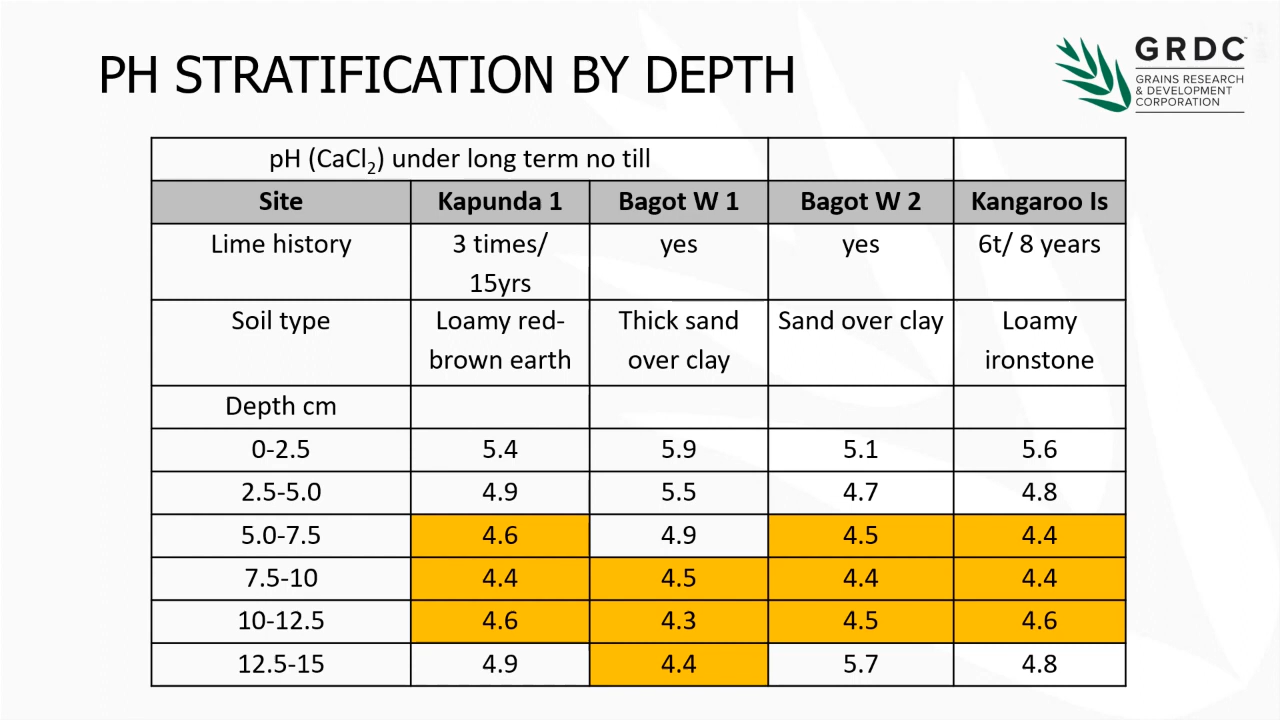 PH STRATIFICATION BY DEPTH
GRDC™
GRAINS RESEARCH
& DEVELOPMENT
CORPORATION
pH (CaCl₂) under long term no till
Site Kapunda 1 Bagot W 1 Bagot W 2 Kangaroo Is
Lime history 3 times/ yes yes 6t/ 8 years
15yrs
Soil type Loamy red- Thick sand Sand over clay Loamy
brown earth over clay ironstone
Depth cm
0-2.5 5.4 5.9 5.1 5.6
2.5-5.0 4.9 5.5 4.7 4.8
5.0-7.5 4.6 4.9 4.5 4.4
7.5-10 4.4 4.5 4.4 4.4
10-12.5 4.6 4.3 4.5 4.6
12.5-15 4.9 4.4 5.7 4.8